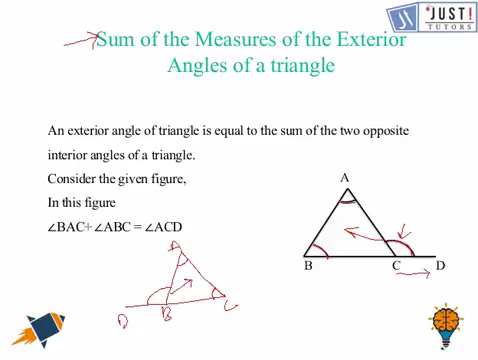 JUST!
TUTORS
Sum of the Measures of the Exterior
Angles of a triangle
An exterior angle of triangle is equal to the sum of the two opposite
interior angles of a triangle.
Consider the given figure,
In this figure
∠BAC+ ∠ABC = ∠ACD
A
B C D
A
D B C